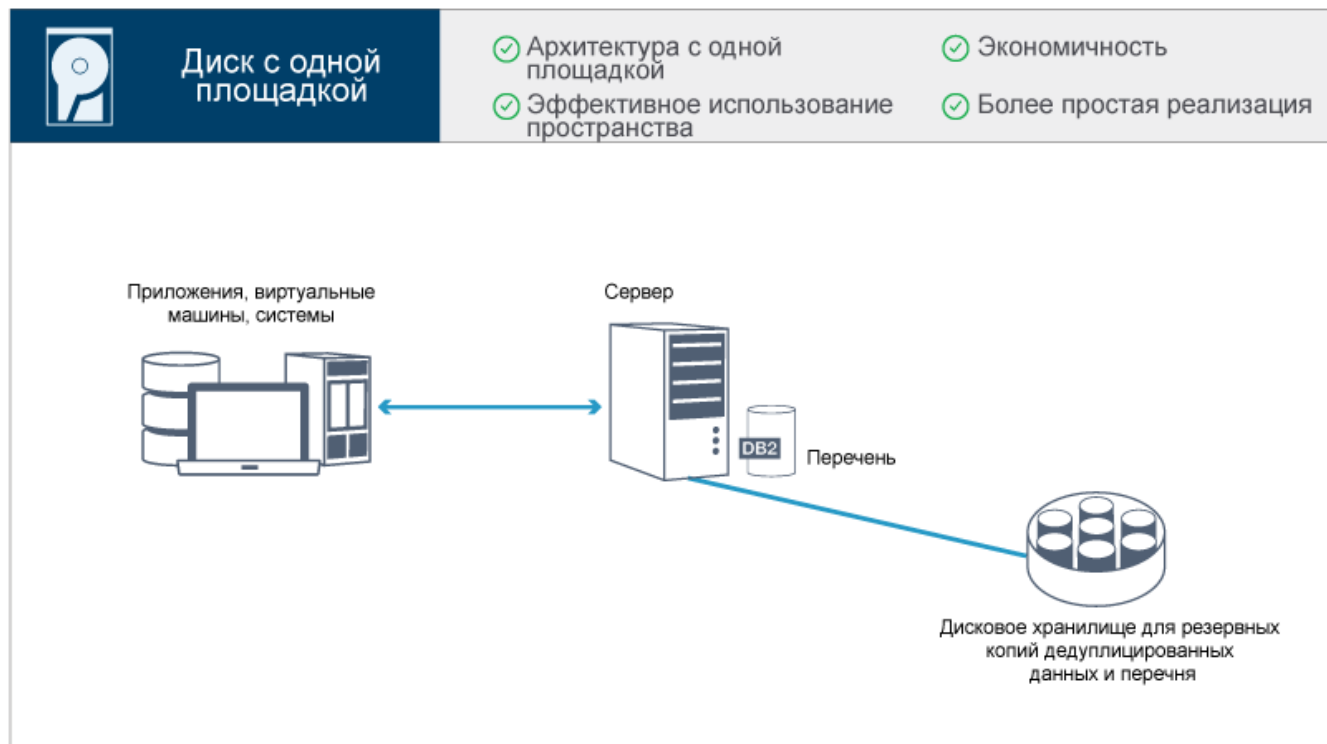 Диск с одной
площадкой
Архитектура с одной
площадкой
Эффективное использование
пространства
Экономичность
Более простая реализация
Приложения, виртуальные
машины, системы
Сервер
DB2
Перечень
Дисковое хранилище для резервных
копий дедуплицированных
данных и перечня